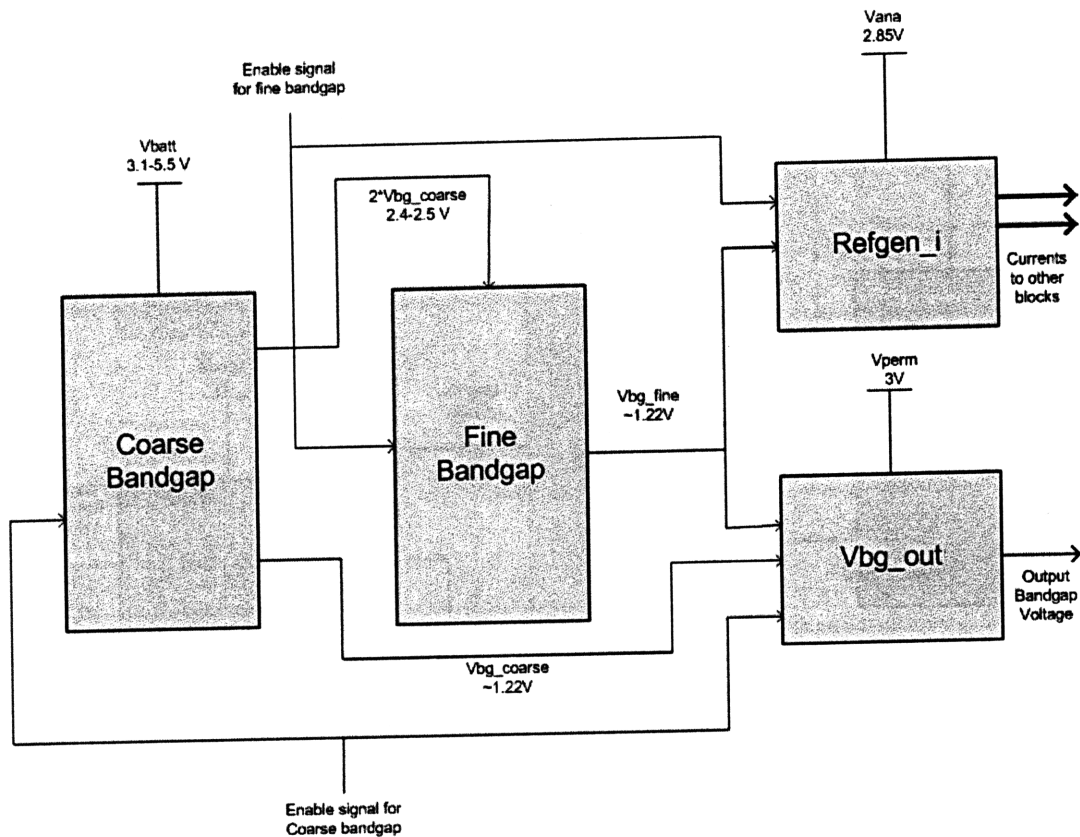 Vana
2.85V
Enable signal
for fine bandgap
Vbatt
3.1-5.5 V
2*Vbg_coarse
2.4-2.5 V
Refgen_i
Currents
to other
blocks
Coarse
Bandgap
Fine
Bandgap
Vbg_fine
~1.22V
Vperm
3V
Vbg_out
Output
Bandgap
Voltage
Vbg_coarse
~1.22V
Enable signal for
Coarse bandgap